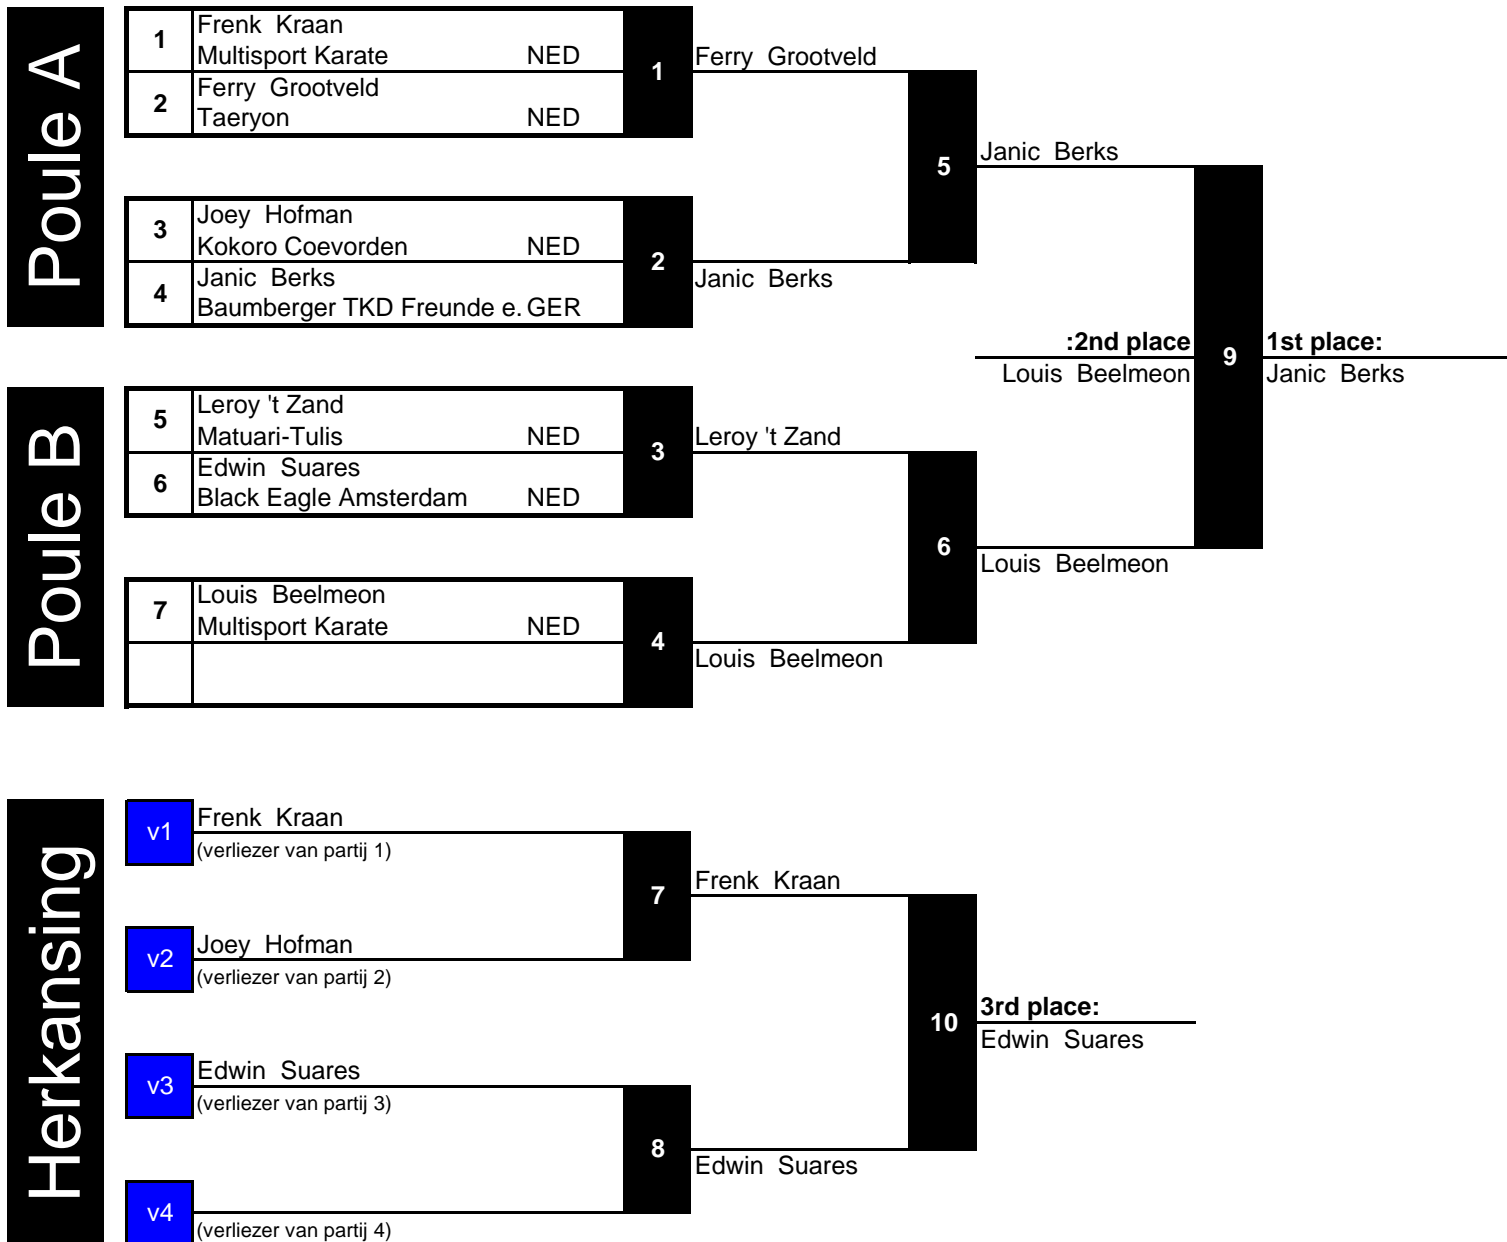 Poule A
1
Frenk Kraan
Multisport Karate NED
2
Ferry Grootveld
Taeryon NED
1
Ferry Grootveld
3
Joey Hofman
Kokoro Coevorden NED
4
Janic Berks
Baumberger TKD Freunde e. GER
2
Janic Berks
5
Janic Berks
Poule B
5
Leroy 't Zand
Matuari-Tulis NED
6
Edwin Suares
Black Eagle Amsterdam NED
3
Leroy 't Zand
7
Louis Beelmeon
Multisport Karate NED
4
Louis Beelmeon
6
Louis Beelmeon
:2nd place
Louis Beelmeon
9
1st place:
Janic Berks
Herkansing
v1
Frenk Kraan
(verliezer van partij 1)
v2
Joey Hofman
(verliezer van partij 2)
7
Frenk Kraan
v3
Edwin Suares
(verliezer van partij 3)
v4
(verliezer van partij 4)
8
Edwin Suares
10
3rd place:
Edwin Suares